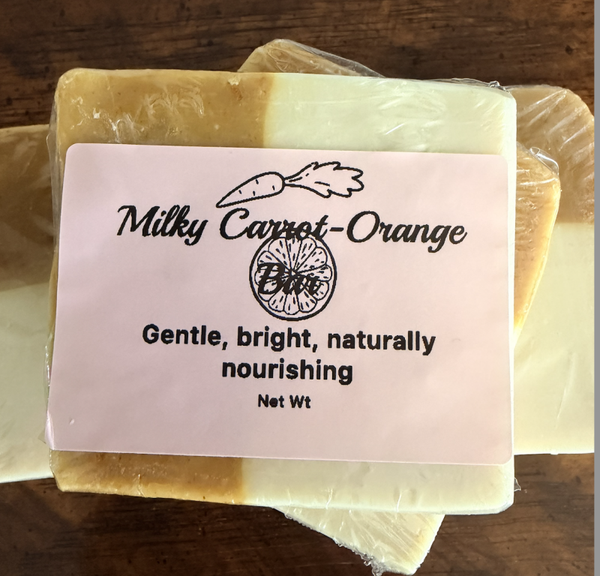 Milky Carrot-Orange
Bar
Gentle, bright, naturally
nourishing
Net Wt